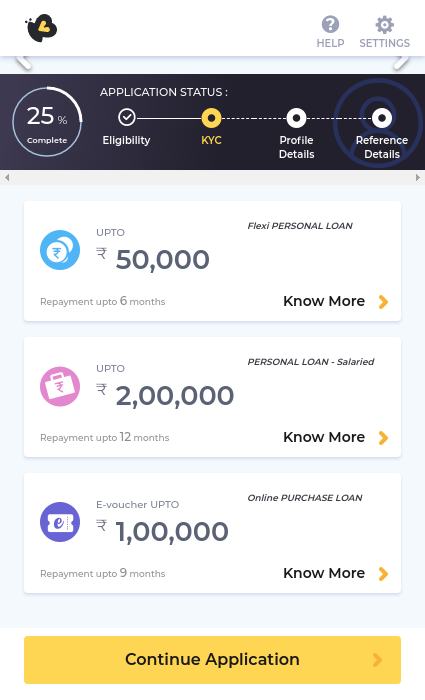 HELP
SETTINGS
APPLICATION STATUS :
25 %
Complete
Eligibility
KYC
Profile
Details
Reference
Details
Flexi PERSONAL LOAN
UPTO
₹ 50,000
Repayment upto 6 months
Know More
PERSONAL LOAN - Salaried
UPTO
₹ 2,00,000
Repayment upto 12 months
Know More
Online PURCHASE LOAN
E-voucher UPTO
₹ 1,00,000
Repayment upto 9 months
Know More
Continue Application